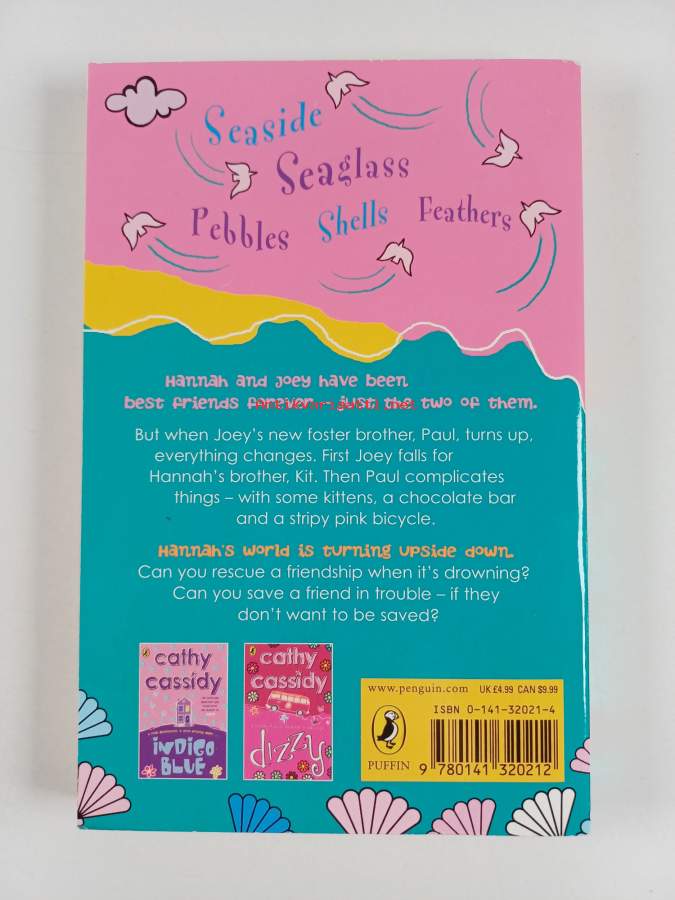 Seaside
Seaglass
Pebbles Shells Feathers
Hannah and Joey have been
best friends forever – just the two of them.
But when Joey's new foster brother, Paul, turns up,
everything changes. First Joey falls for
Hannah's brother, Kit. Then Paul complicates
things – with some kittens, a chocolate bar
and a stripy pink bicycle.
Hannah's world is turning upside down.
Can you rescue a friendship when it's drowning?
Can you save a friend in trouble – if they
don't want to be saved?
cathy
cassidy
indigo
blue
cathy
cassidy
dizzy
www.penguin.com UK £4.99 CAN $9.99
ISBN 0-141-32021-4
PUFFIN
9 780141 320212